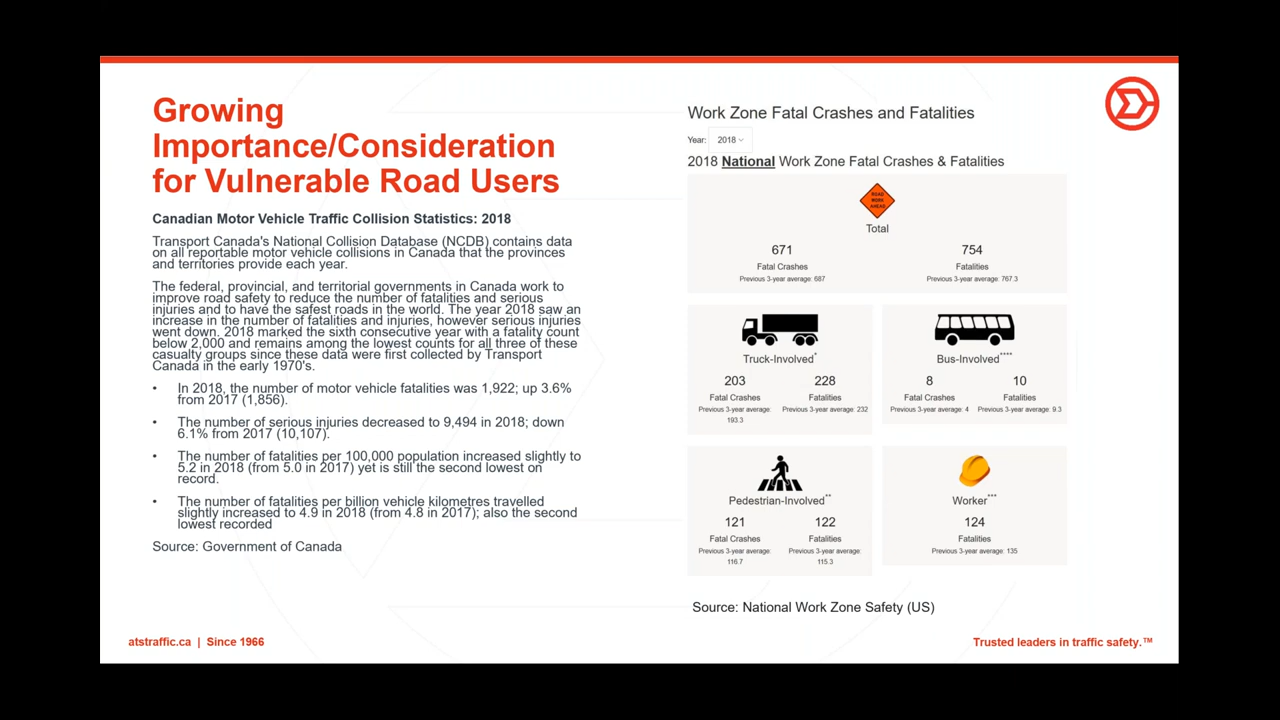 Growing
Importance/Consideration
for Vulnerable Road Users
Canadian Motor Vehicle Traffic Collision Statistics: 2018
Transport Canada's National Collision Database (NCDB) contains data
on all reportable motor vehicle collisions in Canada that the provinces
and territories provide each year.
The federal, provincial, and territorial governments in Canada work to
improve road safety to reduce the number of fatalities and serious
injuries and to have the safest roads in the world. The year 2018 saw an
increase in the number of fatalities and injuries, however serious injuries
went down. 2018 marked the sixth consecutive year with a fatality count
below 2,000 and remains among the lowest counts for all three of these
casualty groups since these data were first collected by Transport
Canada in the early 1970's.
• In 2018, the number of motor vehicle fatalities was 1,922; up 3.6%
from 2017 (1,856).
• The number of serious injuries decreased to 9,494 in 2018; down
6.1% from 2017 (10,107).
• The number of fatalities per 100,000 population increased slightly to
5.2 in 2018 (from 5.0 in 2017) yet is still the second lowest on
record.
• The number of fatalities per billion vehicle kilometres travelled
slightly increased to 4.9 in 2018 (from 4.8 in 2017); also the second
lowest recorded
Source: Government of Canada
Work Zone Fatal Crashes and Fatalities
Year: 2018
2018 National Work Zone Fatal Crashes & Fatalities
ROAD
WORK
AHEAD
Total
671 754
Fatal Crashes Fatalities
Previous 3-year average: 687 Previous 3-year average: 767.3
Truck-Involved*
203 228
Fatal Crashes Fatalities
Previous 3-year average: Previous 3-year average: 232
193.3
Bus-Involved****
8 10
Fatal Crashes Fatalities
Previous 3-year average: 4 Previous 3-year average: 9.3
Pedestrian-Involved**
121 122
Fatal Crashes Fatalities
Previous 3-year average: Previous 3-year average:
116.7 115.3
Worker***
124
Fatalities
Previous 3-year average: 135
Source: National Work Zone Safety (US)
atstraffic.ca | Since 1966
Trusted leaders in traffic safety.™